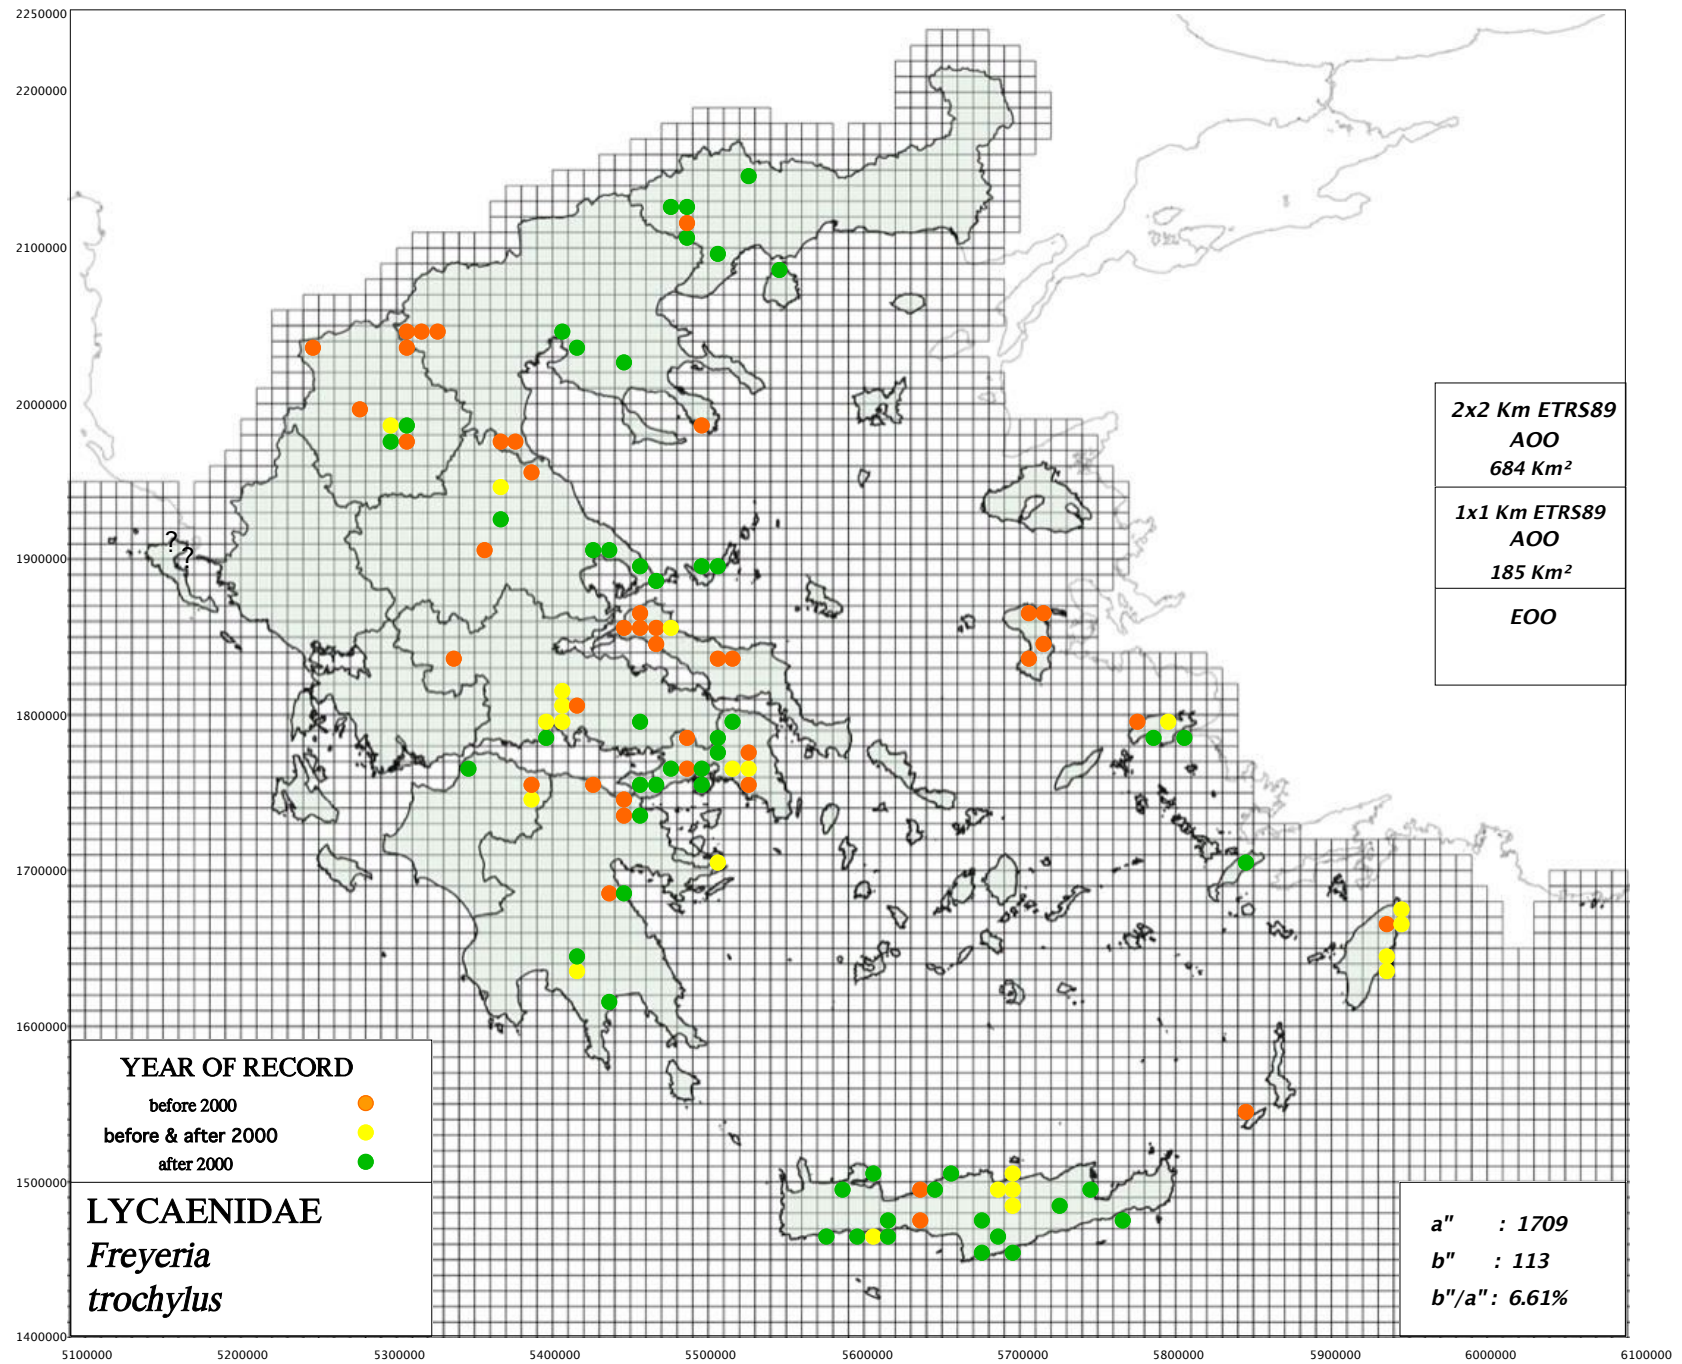 2250000
2200000
2100000
2000000
1900000
1800000
1700000
1600000
1500000
1400000
?
?
2x2 Km ETRS89
AOO
684 Km²
1x1 Km ETRS89
AOO
185 Km²
EOO
YEAR OF RECORD
before 2000
before & after 2000
after 2000
LYCAENIDAE
Freyeria
trochylus
a" : 1709
b" : 113
b"/a" : 6.61%
5100000 5200000 5300000 5400000 5500000 5600000 5700000 5800000 5900000 6000000 6100000